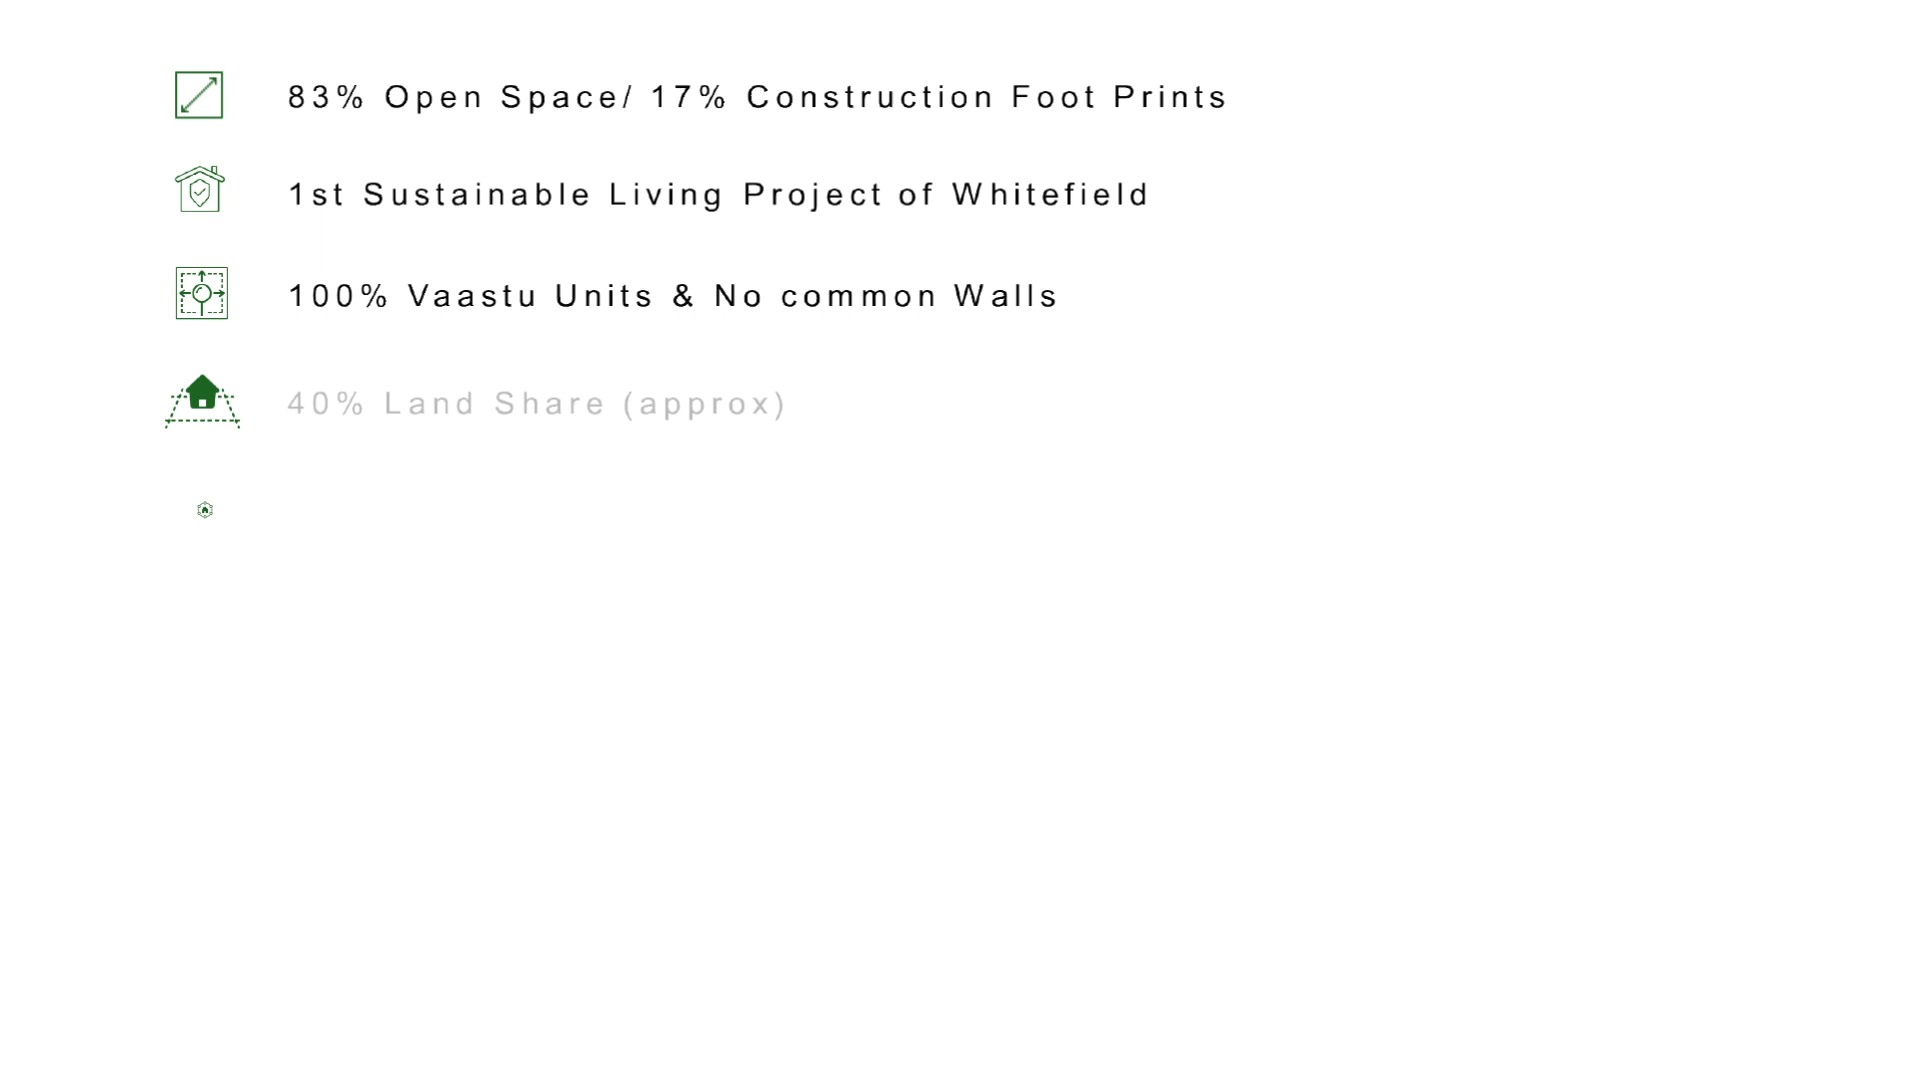 83% Open Space/ 17% Construction Foot Prints
1st Sustainable Living Project of Whitefield
100% Vaastu Units & No common Walls
40% Land Share (approx)